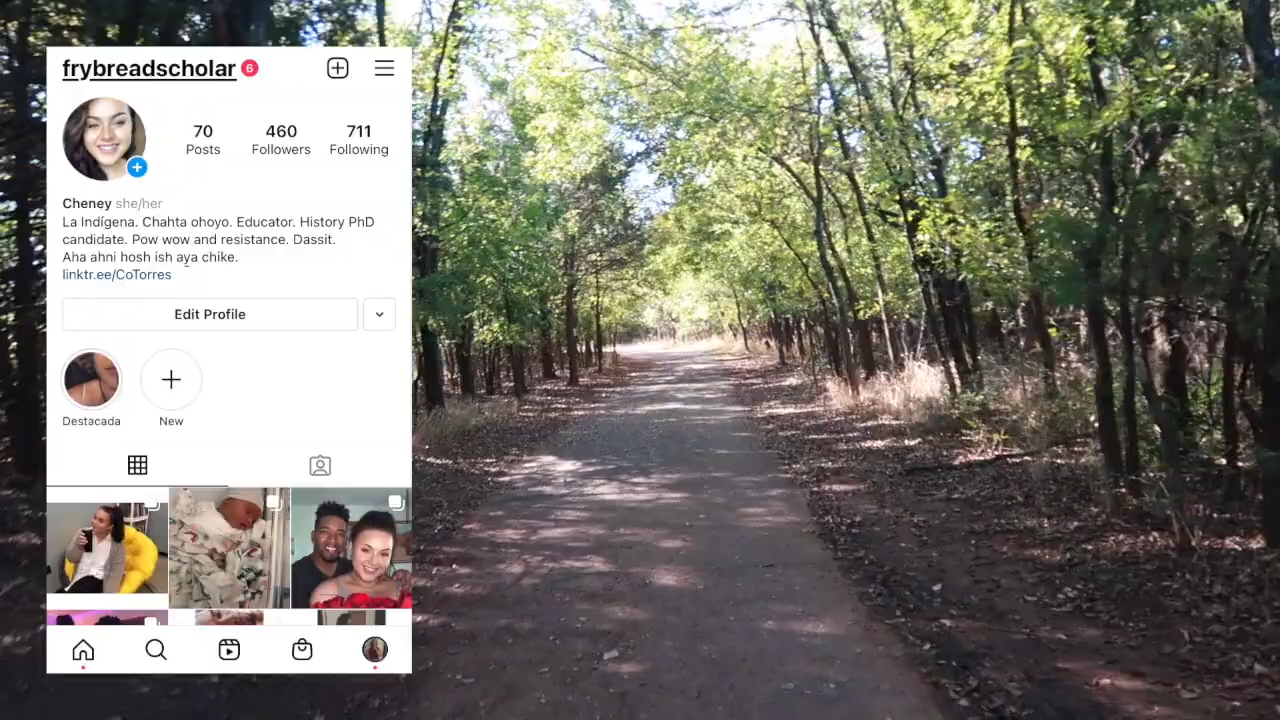 frybreadscholar 6
70 460 711
Posts Followers Following
Cheney she/her
La Indígena. Chahta ohoyo. Educator. History PhD
candidate. Pow wow and resistance. Dassit.
Aha ahni hosh ish aya chike.
linktr.ee/CoTorres
Edit Profile
Destacada New